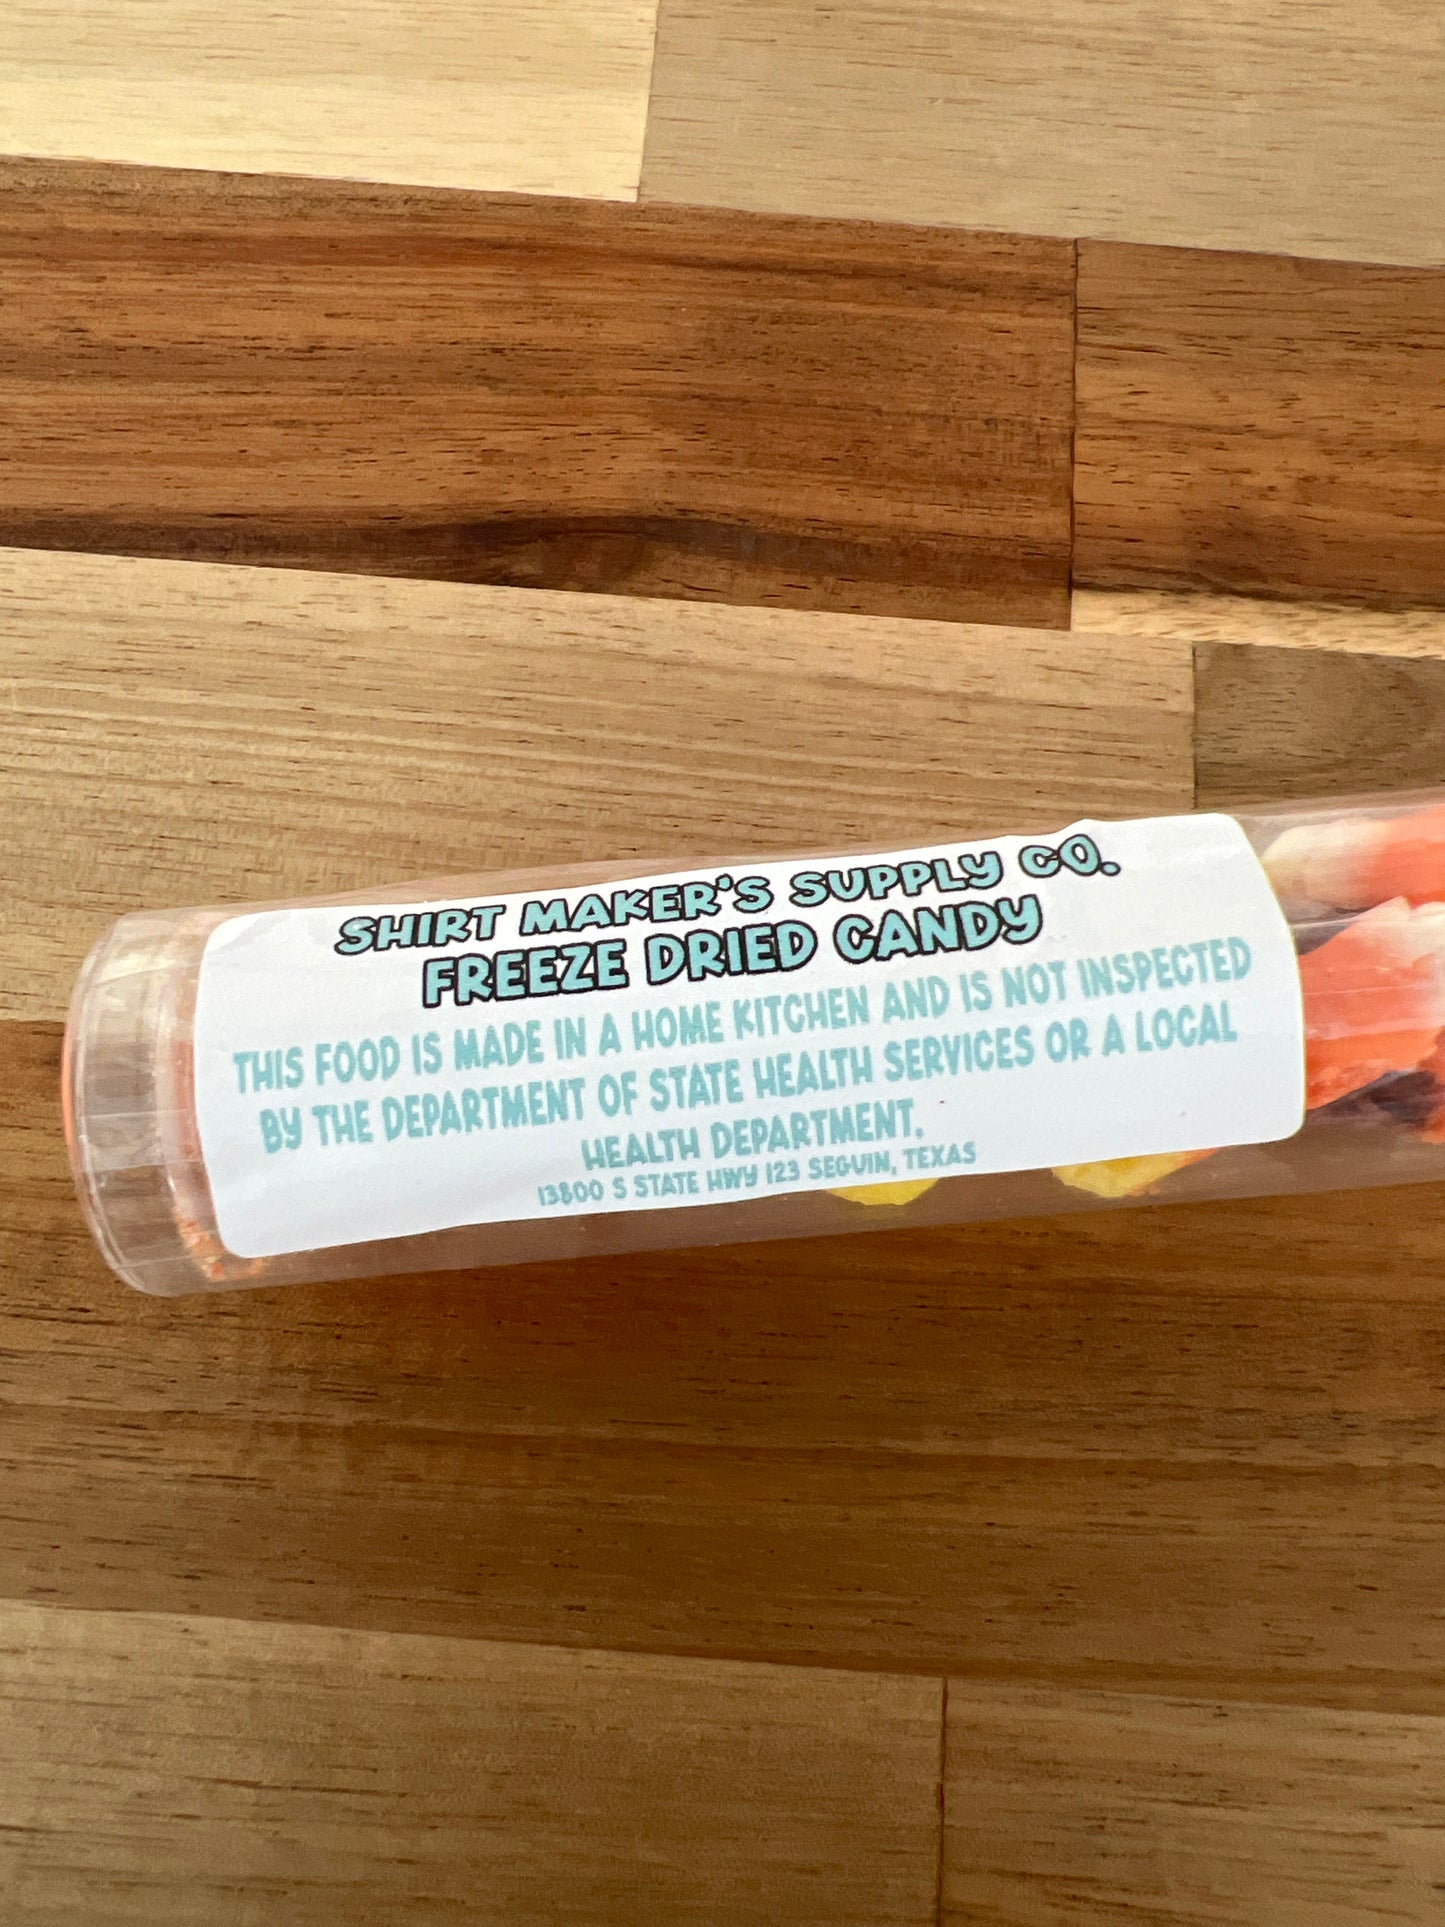 SHIRT MAKER'S SUPPLY CO.
FREEZE DRIED CANDY
THIS FOOD IS MADE IN A HOME KITCHEN AND IS NOT INSPECTED
BY THE DEPARTMENT OF STATE HEALTH SERVICES OR A LOCAL
HEALTH DEPARTMENT.
13800 S STATE HWY 123 SEGUIN, TEXAS